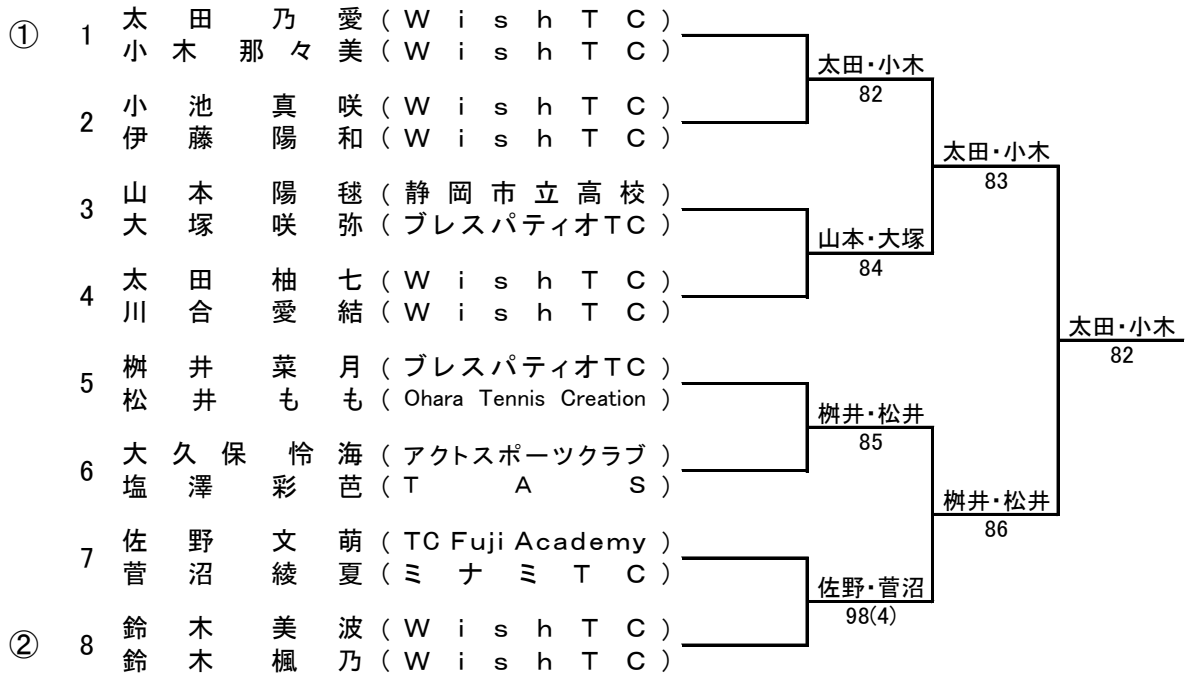 ① 1 太田乃愛 (WishTC)
小木那々美 (WishTC)
2 小池真咲 (WishTC)
伊藤陽和 (WishTC)
3 山本陽毬 (静岡市立高校)
大塚咲弥 (ブレスパティオTC)
4 太田柚七 (WishTC)
川合愛結 (WishTC)
5 桝井菜月 (ブレスパティオTC)
松井もも (Ohara Tennis Creation)
6 大久保怜海 (アクトスポーツクラブ)
塩澤彩芭 (TAS)
7 佐野文萌 (TC Fuji Academy)
菅沼綾夏 (ミナミTC)
② 8 鈴木美波 (WishTC)
鈴木楓乃 (WishTC)
太田・小木
82
山本・大塚
84
桝井・松井
85
佐野・菅沼
98(4)
太田・小木
83
桝井・松井
86
太田・小木
82